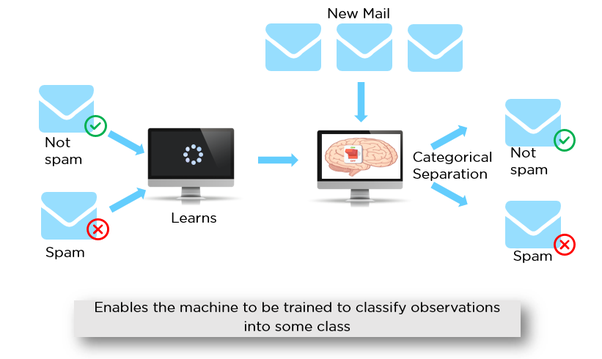 New Mail
Not
spam
Spam
Learns
Categorical
Separation
Not
spam
Spam
Enables the machine to be trained to classify observations
into some class